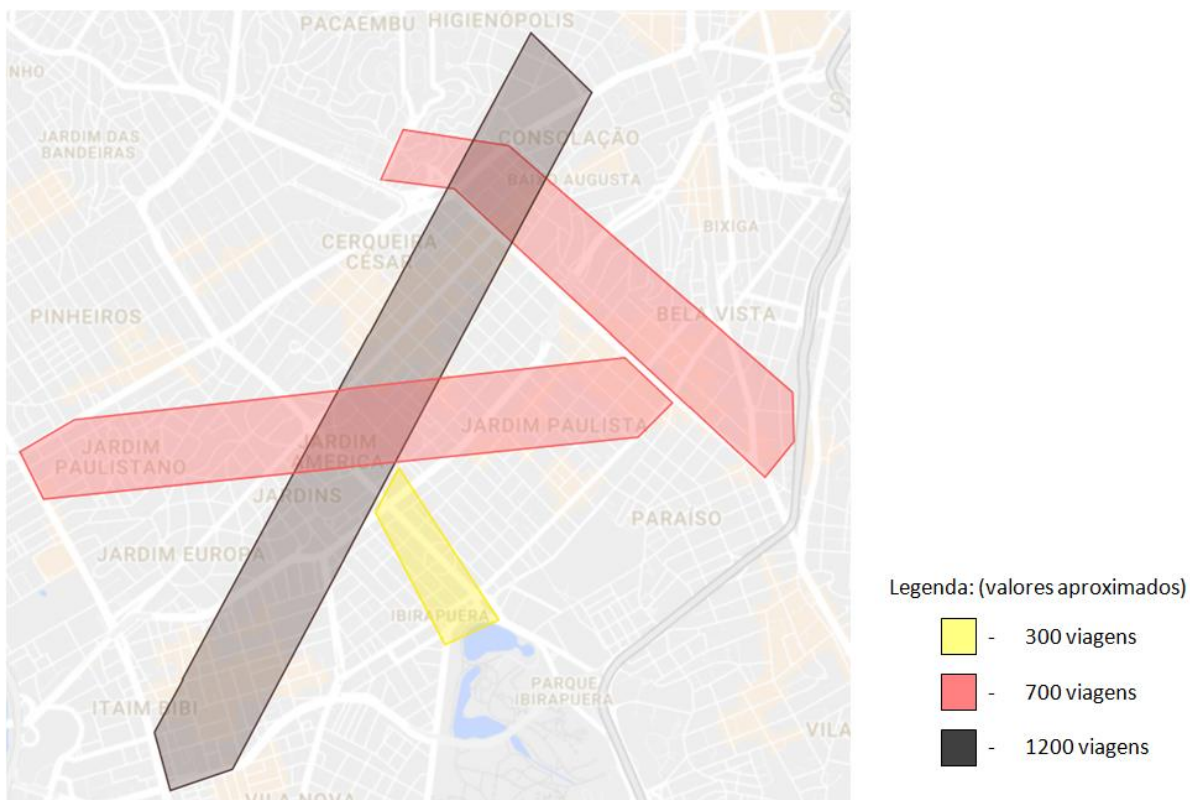 PACAEMBU
HIGIENÓPOLIS
NHO
JARDIM DAS
BANDEIRAS
CONSOLAÇÃO
BAIXO AUGUSTA
BIXIGA
CERQUEIRA
CÉSAR
PINHEIROS
BELA VISTA
JARDIM
PAULISTANO
JARDIM
AMERICA
JARDIM PAULISTA
JARDINS
PARAÍSO
JARDIM EUROPA
IBIRAPUERA
PARQUE
IBIRAPUERA
ITAIM BIBI
VILA
VILA NOVA
Legenda: (valores aproximados)
- 300 viagens
- 700 viagens
- 1200 viagens